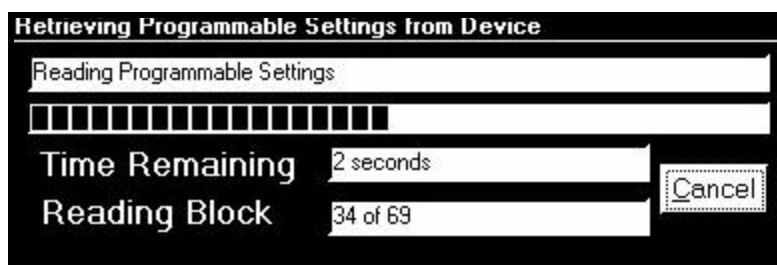 Retrieving Programmable Settings from Device
Reading Programmable Settings
Time Remaining 2 seconds
Cancel
Reading Block 34 of 69